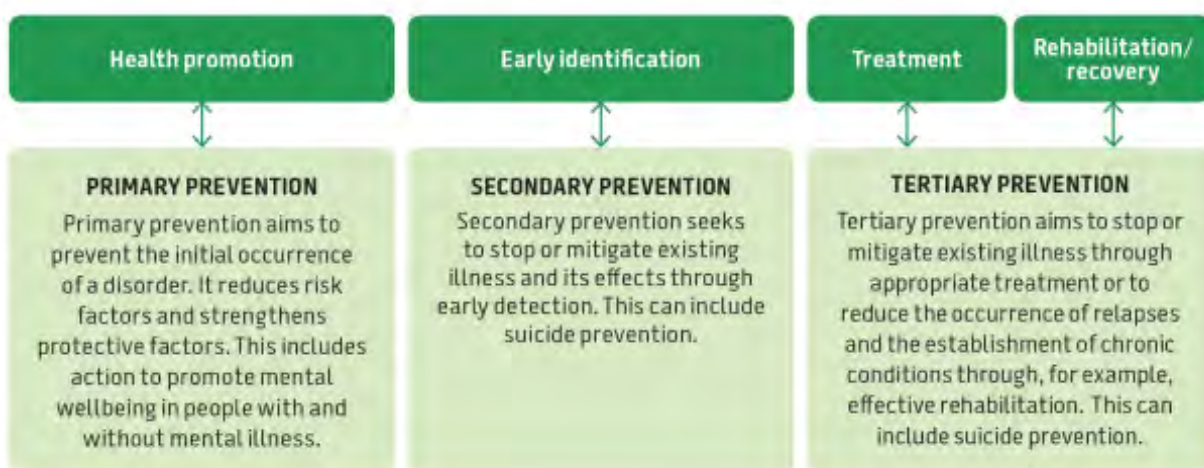 Health promotion
Early identification
Treatment
Rehabilitation/
recovery
PRIMARY PREVENTION
Primary prevention aims to
prevent the initial occurrence
of a disorder. It reduces risk
factors and strengthens
protective factors. This includes
action to promote mental
wellbeing in people with and
without mental illness.
SECONDARY PREVENTION
Secondary prevention seeks
to stop or mitigate existing
illness and its effects through
early detection. This can include
suicide prevention.
TERTIARY PREVENTION
Tertiary prevention aims to stop or
mitigate existing illness through
appropriate treatment or to
reduce the occurrence of relapses
and the establishment of chronic
conditions through, for example,
effective rehabilitation. This can
include suicide prevention.